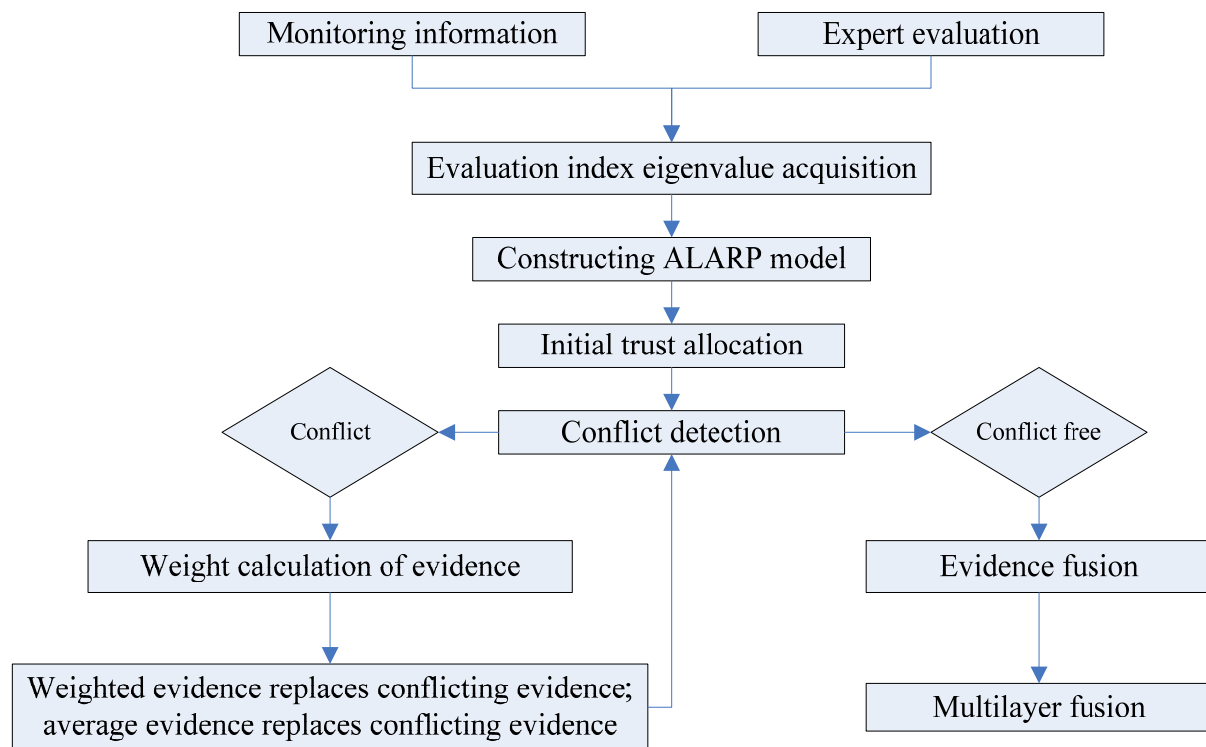 Monitoring information
Expert evaluation
Evaluation index eigenvalue acquisition
Constructing ALARP model
Initial trust allocation
Conflict
Conflict detection
Conflict free
Weight calculation of evidence
Evidence fusion
Weighted evidence replaces conflicting evidence;
average evidence replaces conflicting evidence
Multilayer fusion